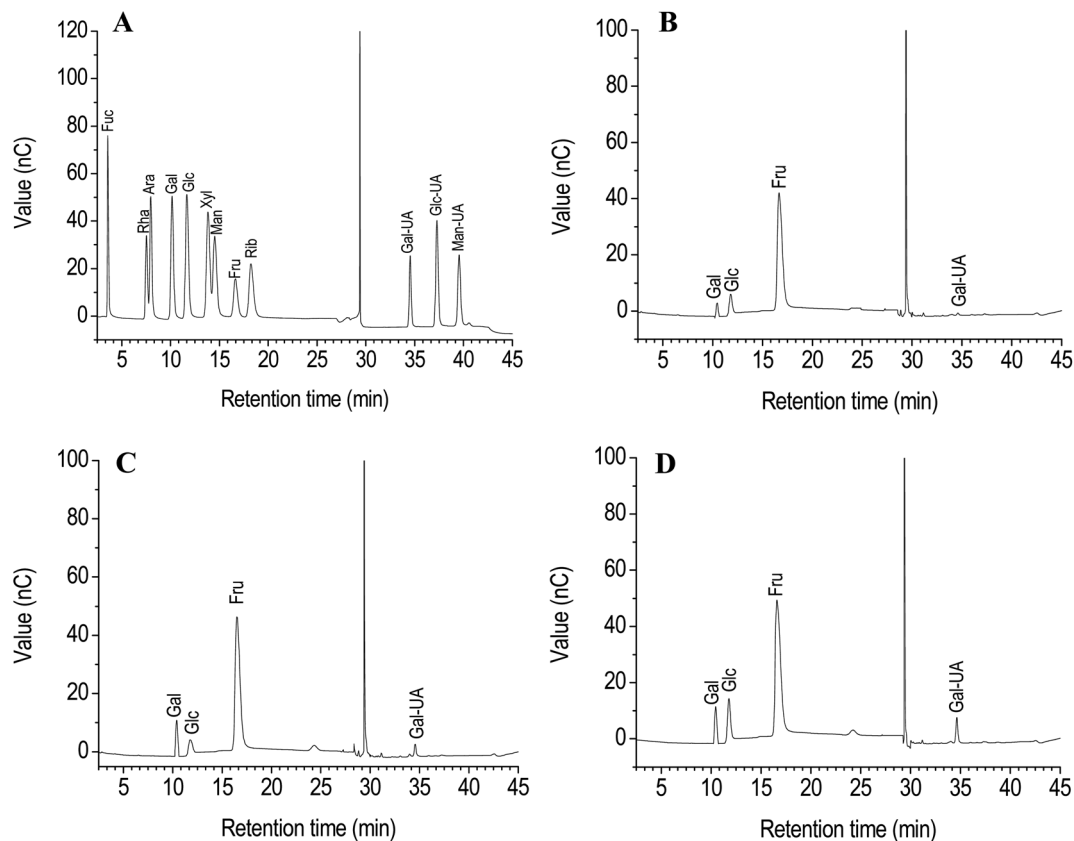 A
Value (nC)
120
100
80
60
40
20
0
Fuc
Rha
Ara
Gal
Glc
Xyl
Man
Fru
Rib
Gal-UA
Glc-UA
Man-UA
5 10 15 20 25 30 35 40 45
Retention time (min)
B
Value (nC)
100
80
60
40
20
0
Gal
Glc
Fru
Gal-UA
5 10 15 20 25 30 35 40 45
Retention time (min)
C
Value (nC)
100
80
60
40
20
0
Gal
Glc
Fru
Gal-UA
5 10 15 20 25 30 35 40 45
Retention time (min)
D
Value (nC)
100
80
60
40
20
0
Gal
Glc
Fru
Gal-UA
5 10 15 20 25 30 35 40 45
Retention time (min)